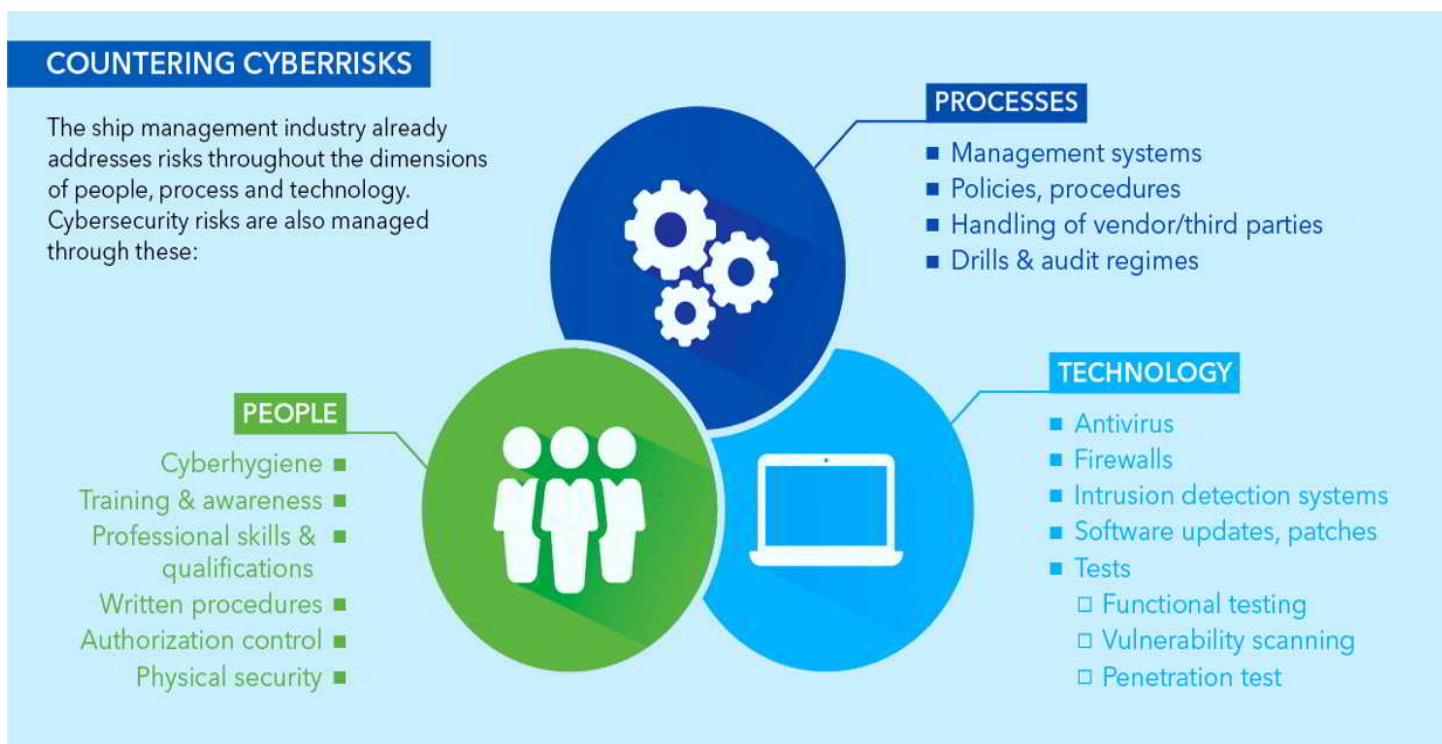 COUNTERING CYBERRISKS
The ship management industry already
addresses risks throughout the dimensions
of people, process and technology.
Cybersecurity risks are also managed
through these:
PROCESSES
■ Management systems
■ Policies, procedures
■ Handling of vendor/third parties
■ Drills & audit regimes
PEOPLE
Cyberhygiene ■
Training & awareness ■
Professional skills & ■
qualifications
Written procedures ■
Authorization control ■
Physical security ■
TECHNOLOGY
■ Antivirus
■ Firewalls
■ Intrusion detection systems
■ Software updates, patches
■ Tests
□ Functional testing
□ Vulnerability scanning
□ Penetration test